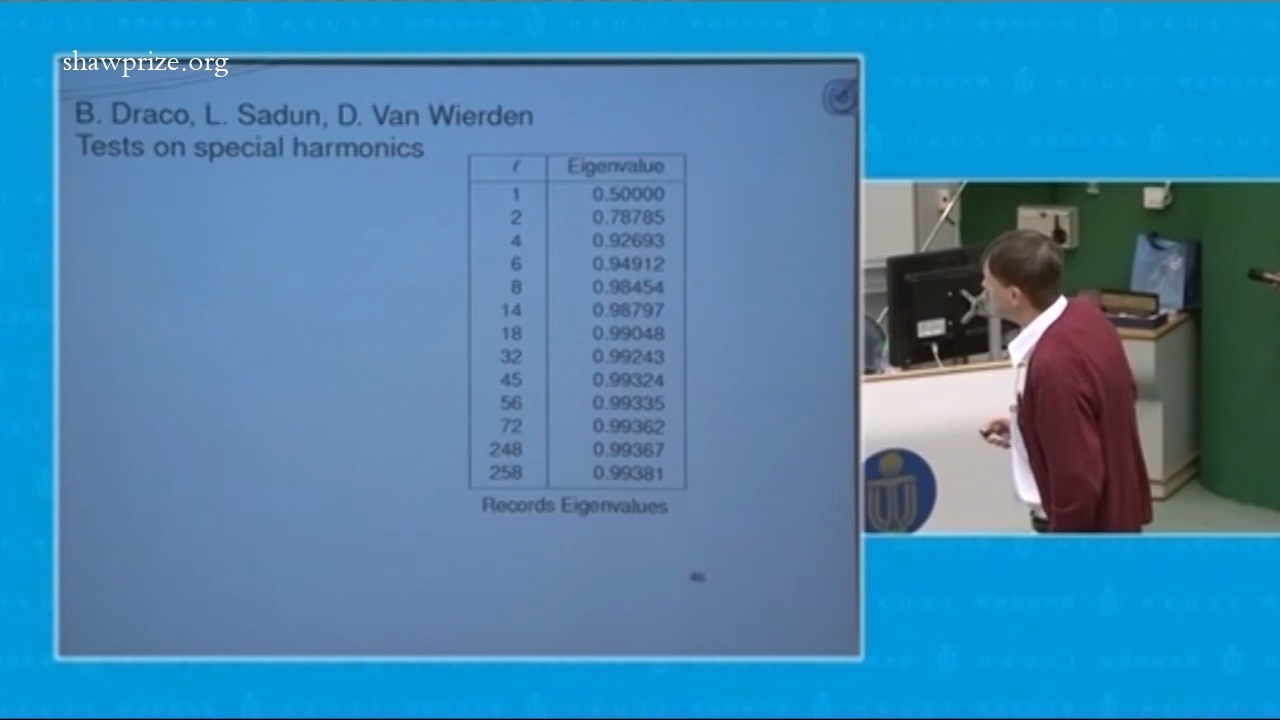 shawprize.org
B. Draco, L. Sadun, D. Van Wierden
Tests on special harmonics
ℓ Eigenvalue
1 0.50000
2 0.78785
4 0.92693
6 0.94912
8 0.98454
14 0.98797
18 0.99048
32 0.99243
45 0.99324
56 0.99335
72 0.99362
248 0.99367
258 0.99381
Records Eigenvalues
46